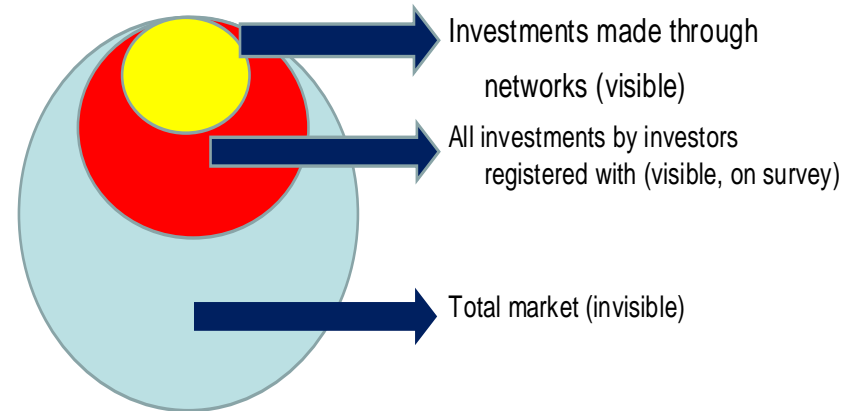 Investments made through
networks (visible)
All investments by investors
registered with (visible, on survey)
Total market (invisible)